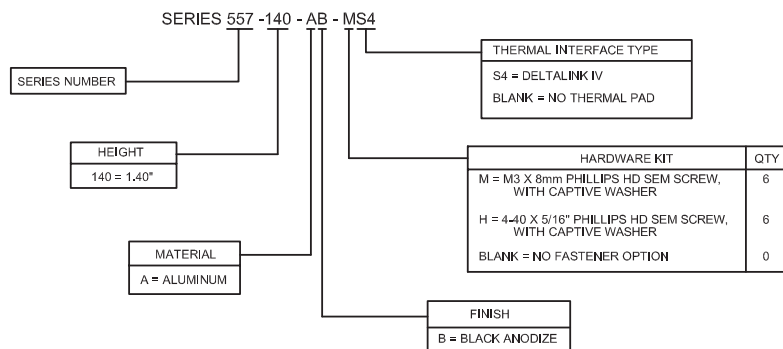 SERIES 557 -140 - AB - MS4
THERMAL INTERFACE TYPE
S4 = DELTALINK IV
BLANK = NO THERMAL PAD
SERIES NUMBER
HEIGHT
140 = 1.40"
HARDWARE KIT QTY
M = M3 X 8mm PHILLIPS HD SEM SCREW, 6
WITH CAPTIVE WASHER
H = 4-40 X 5/16" PHILLIPS HD SEM SCREW, 6
WITH CAPTIVE WASHER
BLANK = NO FASTENER OPTION 0
MATERIAL
A = ALUMINUM
FINISH
B = BLACK ANODIZE